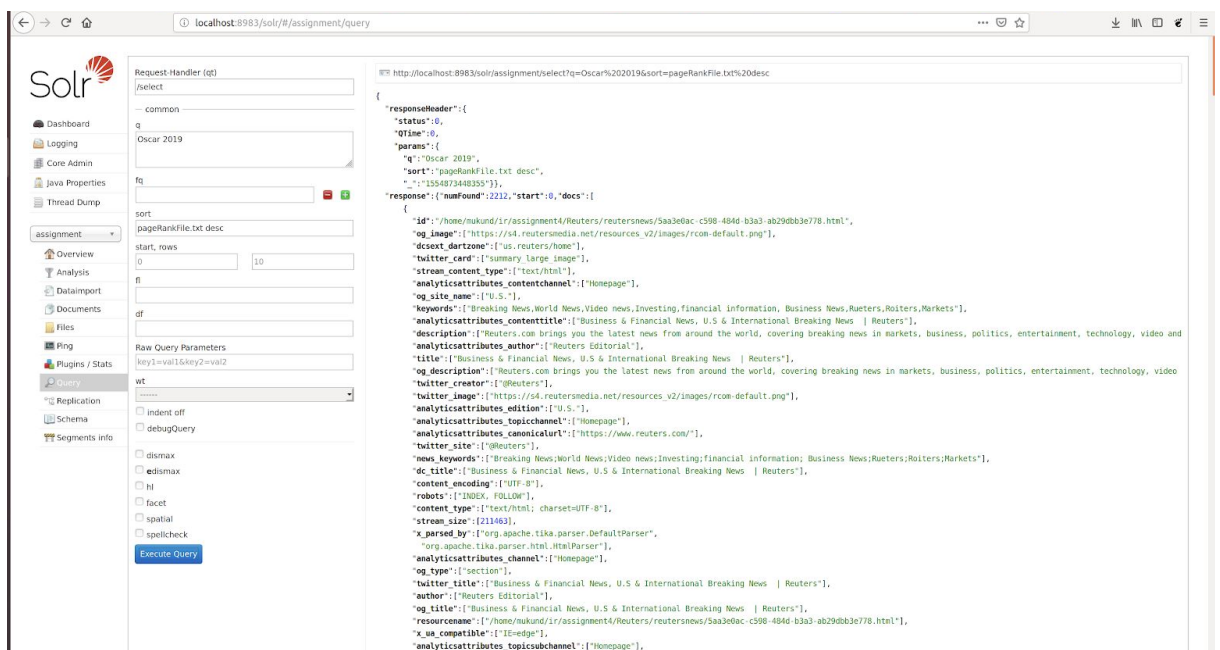 localhost:8983/solr/#/assignment/query
Solr
Dashboard
Logging
Core Admin
Java Properties
Thread Dump
assignment
Overview
Analysis
Dataimport
Documents
Files
Ping
Plugins / Stats
Query
Replication
Schema
Segments info
Request-Handler (qt)
/select
common
q
Oscar 2019
fq
sort
pageRankFile.txt desc
start, rows
0 10
fl
df
Raw Query Parameters
key1=val1&key2=val2
wt
------
indent off
debugQuery
dismax
edismax
hl
facet
spatial
spellcheck
Execute Query
http://localhost:8983/solr/assignment/select?q=Oscar%202019&sort=pageRankFile.txt%20desc
{
"responseHeader":{
"status":0,
"QTime":0,
"params":{
"q":"Oscar 2019",
"sort":"pageRankFile.txt desc",
"_":"1554873448355"}},
"response":{"numFound":2212,"start":0,"docs":[
{
"id":"/home/mukund/ir/assignment4/Reuters/reutersnews/5aa3e0ac-c598-484d-b3a3-ab29dbb3e778.html",
"og_image":["https://s4.reutersmedia.net/resources_v2/images/rcom-default.png"],
"dcsext_dartzone":["us.reuters/home"],
"twitter_card":["summary_large_image"],
"stream_content_type":["text/html"],
"analyticsattributes_contentchannel":["Homepage"],
"og_site_name":["U.S."],
"keywords":["Breaking News,World News,Video news,Investing,financial information, Business News,Rueters,Roiters,Markets"],
"analyticsattributes_contenttitle":["Business & Financial News, U.S & International Breaking News | Reuters"],
"description":["Reuters.com brings you the latest news from around the world, covering breaking news in markets, business, politics, entertainment, technology, video and
"analyticsattributes_author":["Reuters Editorial"],
"title":["Business & Financial News, U.S & International Breaking News | Reuters"],
"og_description":["Reuters.com brings you the latest news from around the world, covering breaking news in markets, business, politics, entertainment, technology, video
"twitter_creator":["@Reuters"],
"twitter_image":["https://s4.reutersmedia.net/resources_v2/images/rcom-default.png"],
"analyticsattributes_edition":["U.S."],
"analyticsattributes_topicchannel":["Homepage"],
"analyticsattributes_canonicalurl":["https://www.reuters.com/"],
"twitter_site":["@Reuters"],
"news_keywords":["Breaking News;World News;Video news;Investing;financial information; Business News;Rueters;Roiters;Markets"],
"dc_title":["Business & Financial News, U.S & International Breaking News | Reuters"],
"content_encoding":["UTF-8"],
"robots":["INDEX, FOLLOW"],
"content_type":["text/html; charset=UTF-8"],
"stream_size":[211463],
"x_parsed_by":["org.apache.tika.parser.DefaultParser",
"org.apache.tika.parser.html.HtmlParser"],
"analyticsattributes_channel":["Homepage"],
"og_type":["section"],
"twitter_title":["Business & Financial News, U.S & International Breaking News | Reuters"],
"author":["Reuters Editorial"],
"og_title":["Business & Financial News, U.S & International Breaking News | Reuters"],
"resourcename":["/home/mukund/ir/assignment4/Reuters/reutersnews/5aa3e0ac-c598-484d-b3a3-ab29dbb3e778.html"],
"x_ua_compatible":["IE=edge"],
"analyticsattributes_topicsubchannel":["Homepage"],